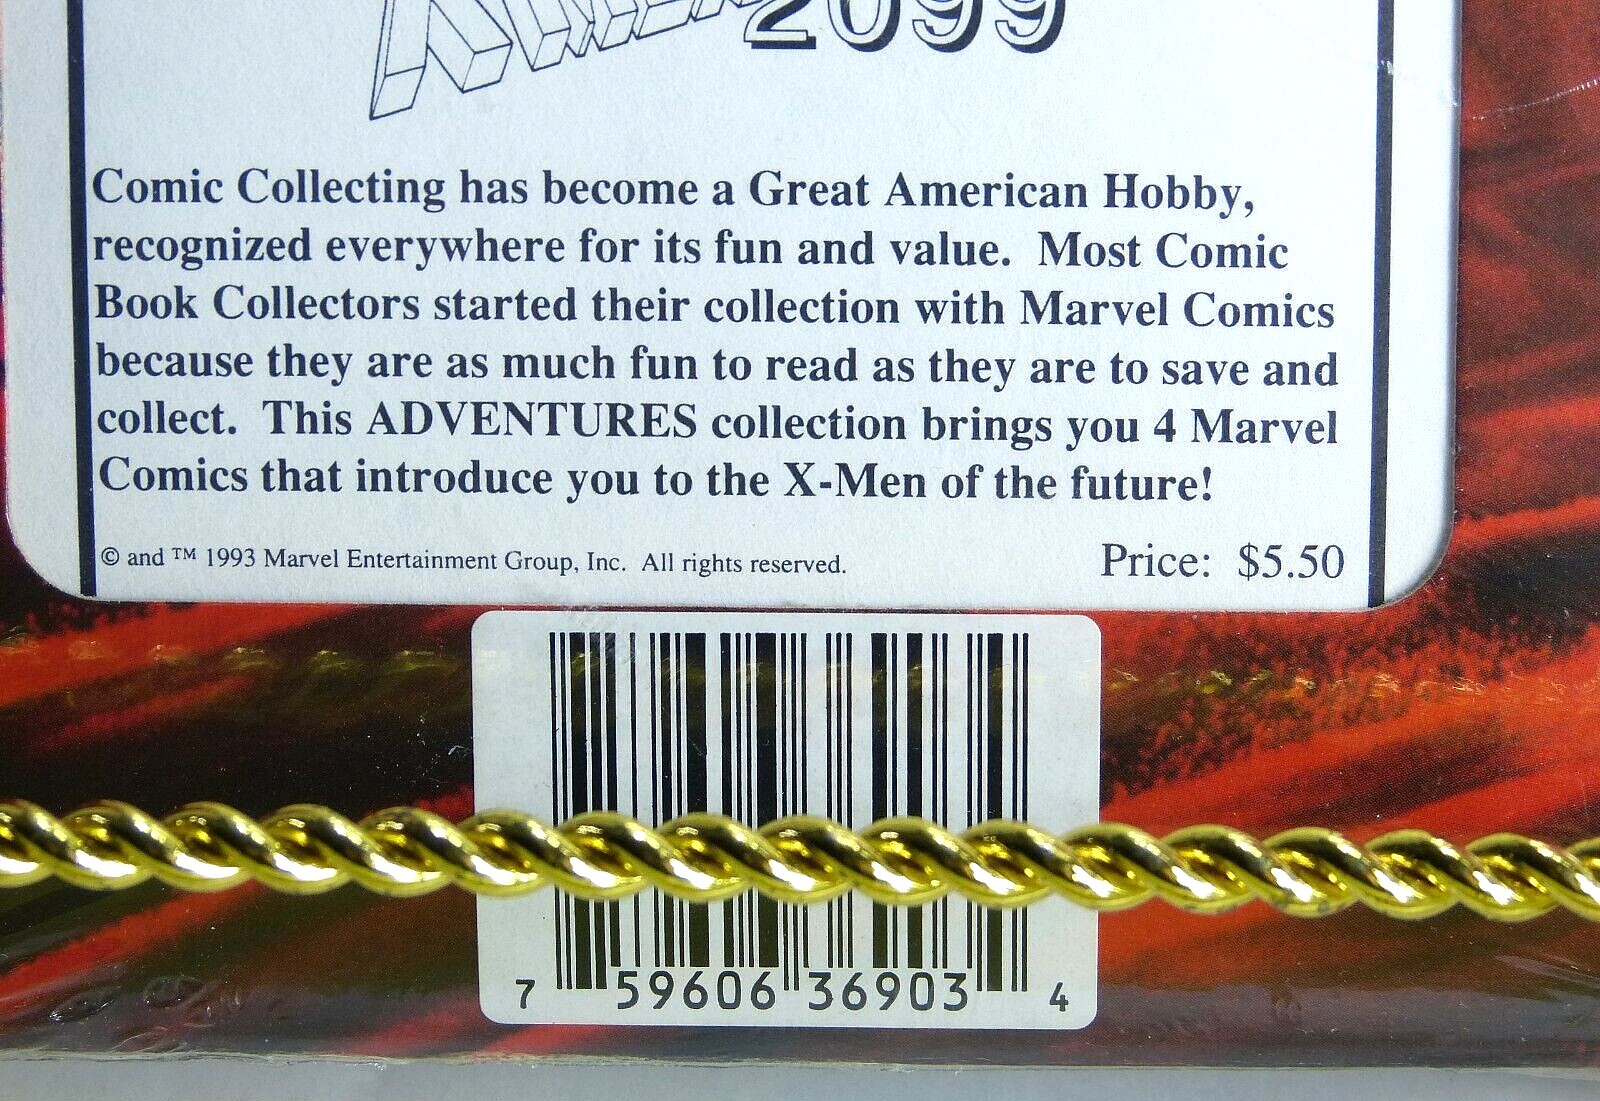 2099
Comic Collecting has become a Great American Hobby,
recognized everywhere for its fun and value.  Most Comic
Book Collectors started their collection with Marvel Comics
because they are as much fun to read as they are to save and
collect.  This ADVENTURES collection brings you 4 Marvel
Comics that introduce you to the X-Men of the future!
© and ™ 1993 Marvel Entertainment Group, Inc.  All rights reserved.
Price:  $5.50
7 59606 36903 4